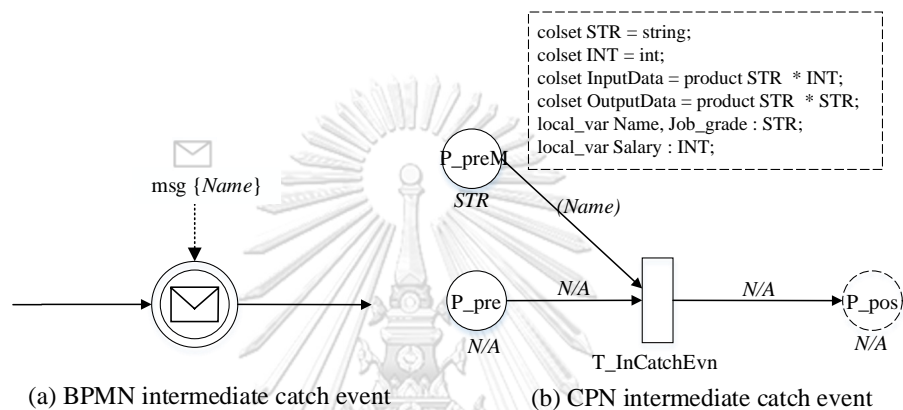 colset STR = string;
colset INT = int;
colset InputData = product STR * INT;
colset OutputData = product STR * STR;
local_var Name, Job_grade : STR;
local_var Salary : INT;
msg {Name}
P_preM
STR
(Name)
P_pre
N/A
N/A
N/A
P_pos
N/A
T_InCatchEvn
(a) BPMN intermediate catch event
(b) CPN intermediate catch event